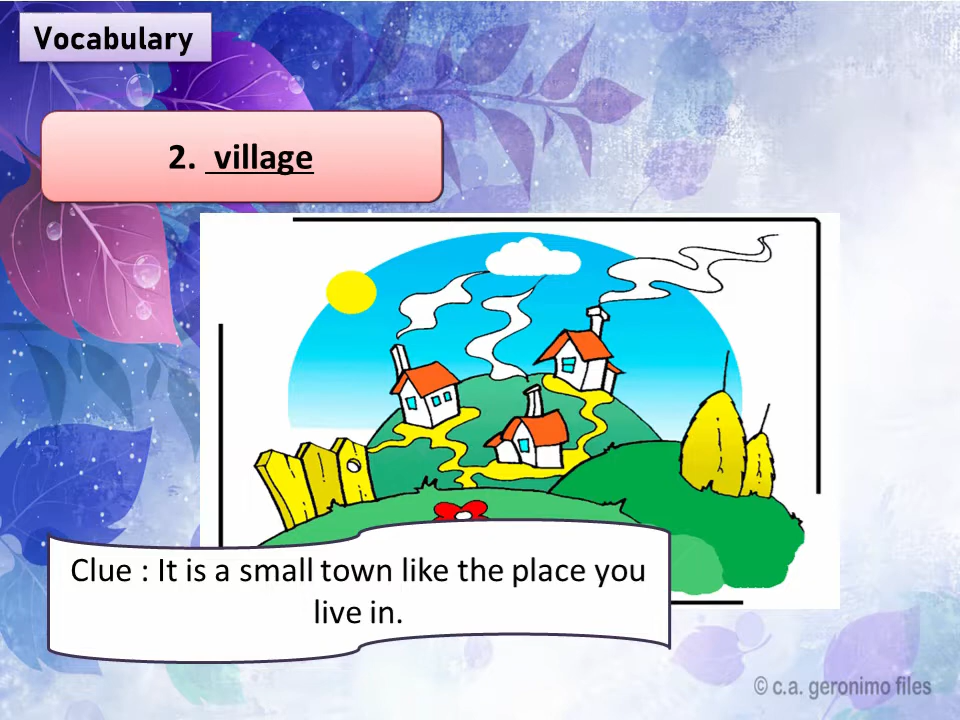 Vocabulary
2. village
Clue : It is a small town like the place you
live in.
© c.a. geronimo files